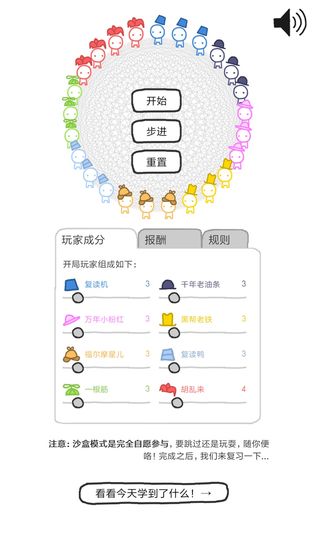 开始
步进
重置
玩家成分 报酬 规则
开局玩家组成如下：
复读机 3 千年老油条 3
万年小粉红 3 黑帮老铁 3
福尔摩星儿 3 复读鸭 3
一根筋 3 胡乱来 4
注意：沙盒模式是完全自愿参与，要跳过还是玩耍，随你便
咯！完成之后，我们来复习一下...
看看今天学到了什么！→